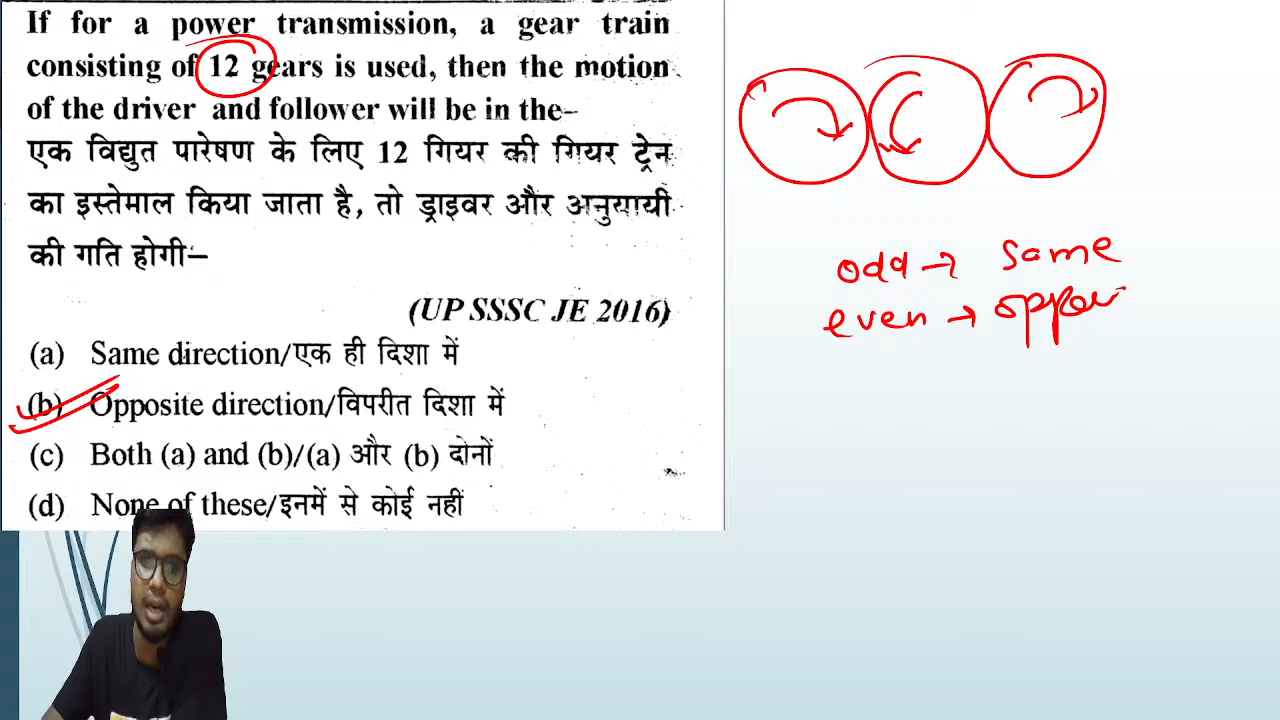 If for a power transmission, a gear train
consisting of 12 gears is used, then the motion
of the driver and follower will be in the–
एक विद्युत पारेषण के लिए 12 गियर की गियर ट्रेन
का इस्तेमाल किया जाता है, तो ड्राइवर और अनुयायी
की गति होगी–
(UP SSSC JE 2016)
(a) Same direction/एक ही दिशा में
(b) Opposite direction/विपरीत दिशा में
(c) Both (a) and (b)/(a) और (b) दोनों
(d) None of these/इनमें से कोई नहीं
odd → same
even →